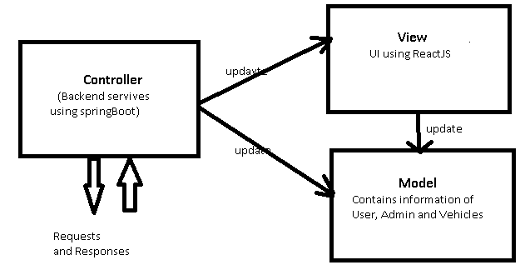 View
UI using ReactJS
Controller
(Backend servives
using springBoot)
updayte
update
update
Model
Contains information of
User, Admin and Vehicles
Requests
and Responses